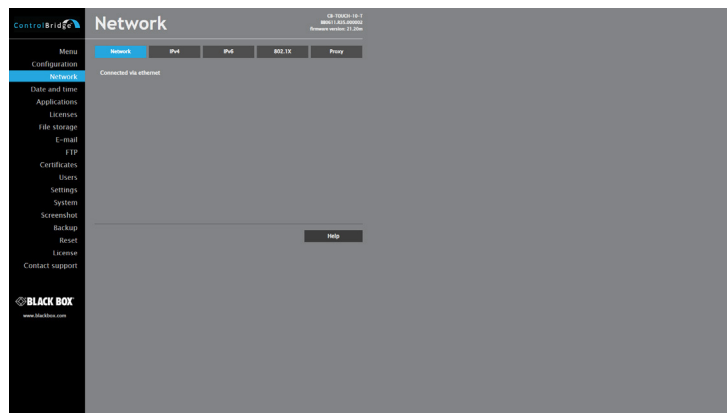 ControlBridge
Network
CB-TOUCH-10-T
Firmware version: 21.20m
Menu
Configuration
Network
Date and time
Applications
Licenses
File storage
E-mail
FTP
Certificates
Users
Settings
System
Screenshot
Backup
Reset
License
Contact support
Network
IPv4
IPv6
802.1X
Proxy
Connected via ethernet
Help
BLACK BOX
www.blackbox.com